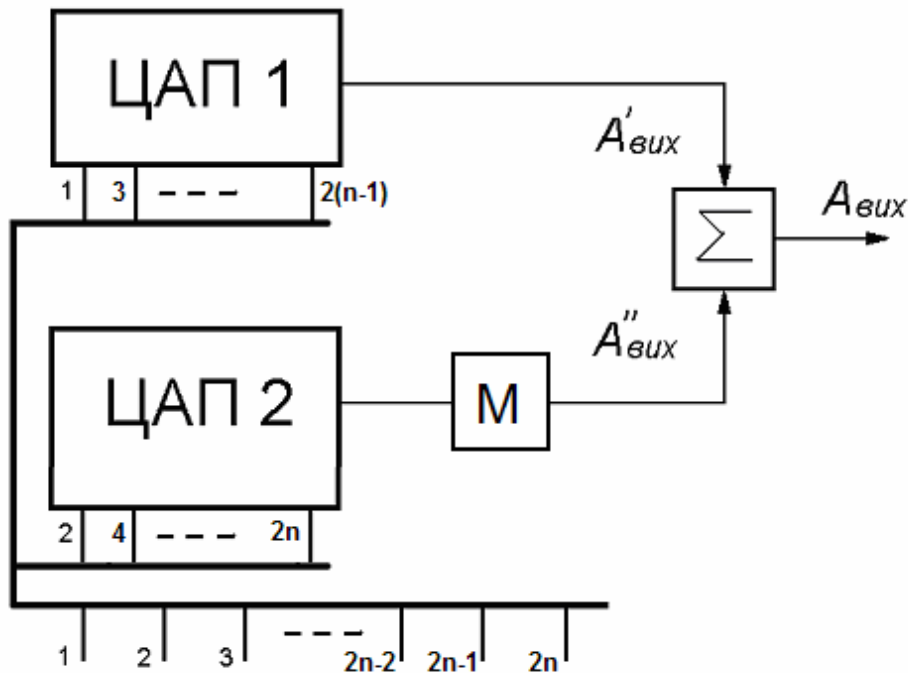 ЦАП 1
1 3 - - - 2(n-1)
A'вих
Σ
Aвих
A''вих
ЦАП 2
М
2 4 - - - 2n
1 2 3 - - - 2n-2 2n-1 2n